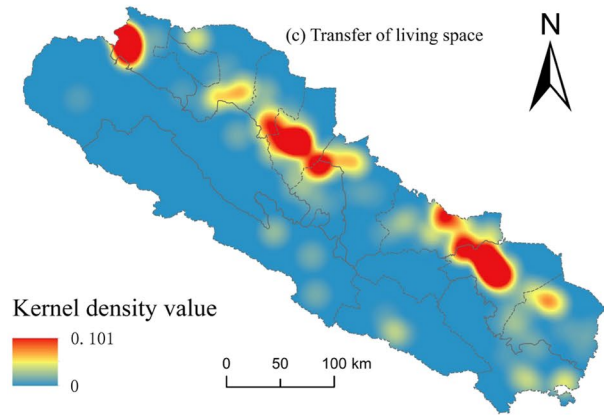 (c) Transfer of living space
N
Kernel density value
0.101
0
0 50 100 km